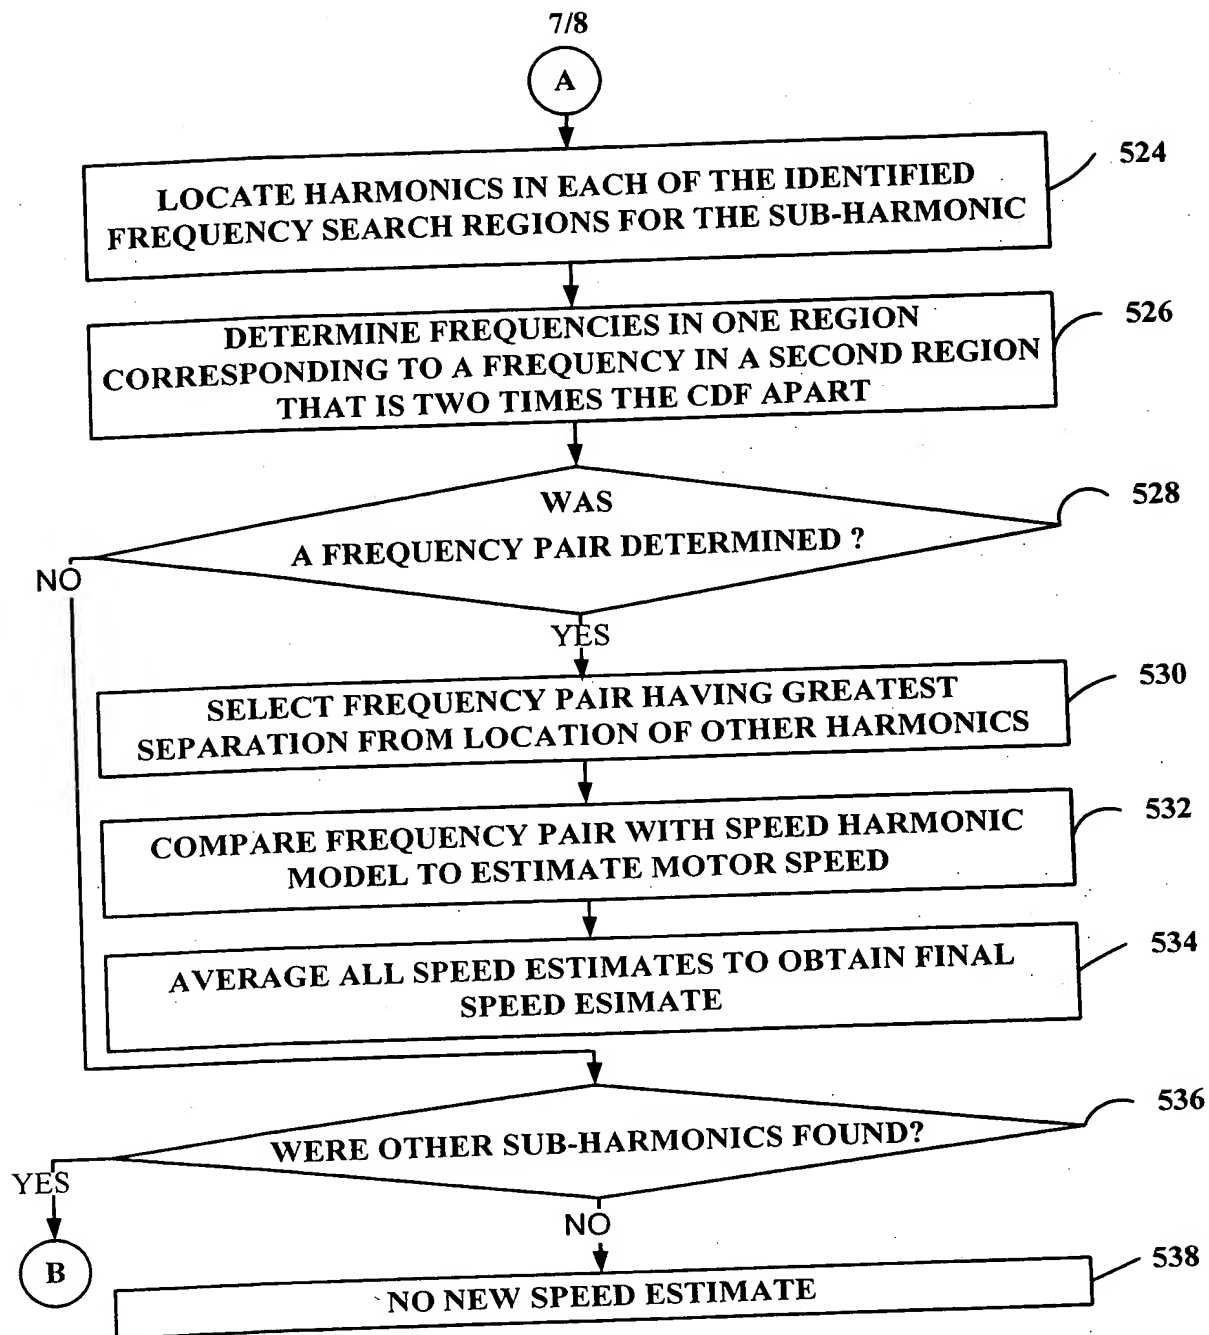 7/8
A
LOCATE HARMONICS IN EACH OF THE IDENTIFIED
FREQUENCY SEARCH REGIONS FOR THE SUB-HARMONIC
524
DETERMINE FREQUENCIES IN ONE REGION
CORRESPONDING TO A FREQUENCY IN A SECOND REGION
THAT IS TWO TIMES THE CDF APART
526
WAS
A FREQUENCY PAIR DETERMINED ?
528
NO
YES
SELECT FREQUENCY PAIR HAVING GREATEST
SEPARATION FROM LOCATION OF OTHER HARMONICS
530
COMPARE FREQUENCY PAIR WITH SPEED HARMONIC
MODEL TO ESTIMATE MOTOR SPEED
532
AVERAGE ALL SPEED ESTIMATES TO OBTAIN FINAL
SPEED ESIMATE
534
WERE OTHER SUB-HARMONICS FOUND?
536
YES
NO
B
NO NEW SPEED ESTIMATE
538